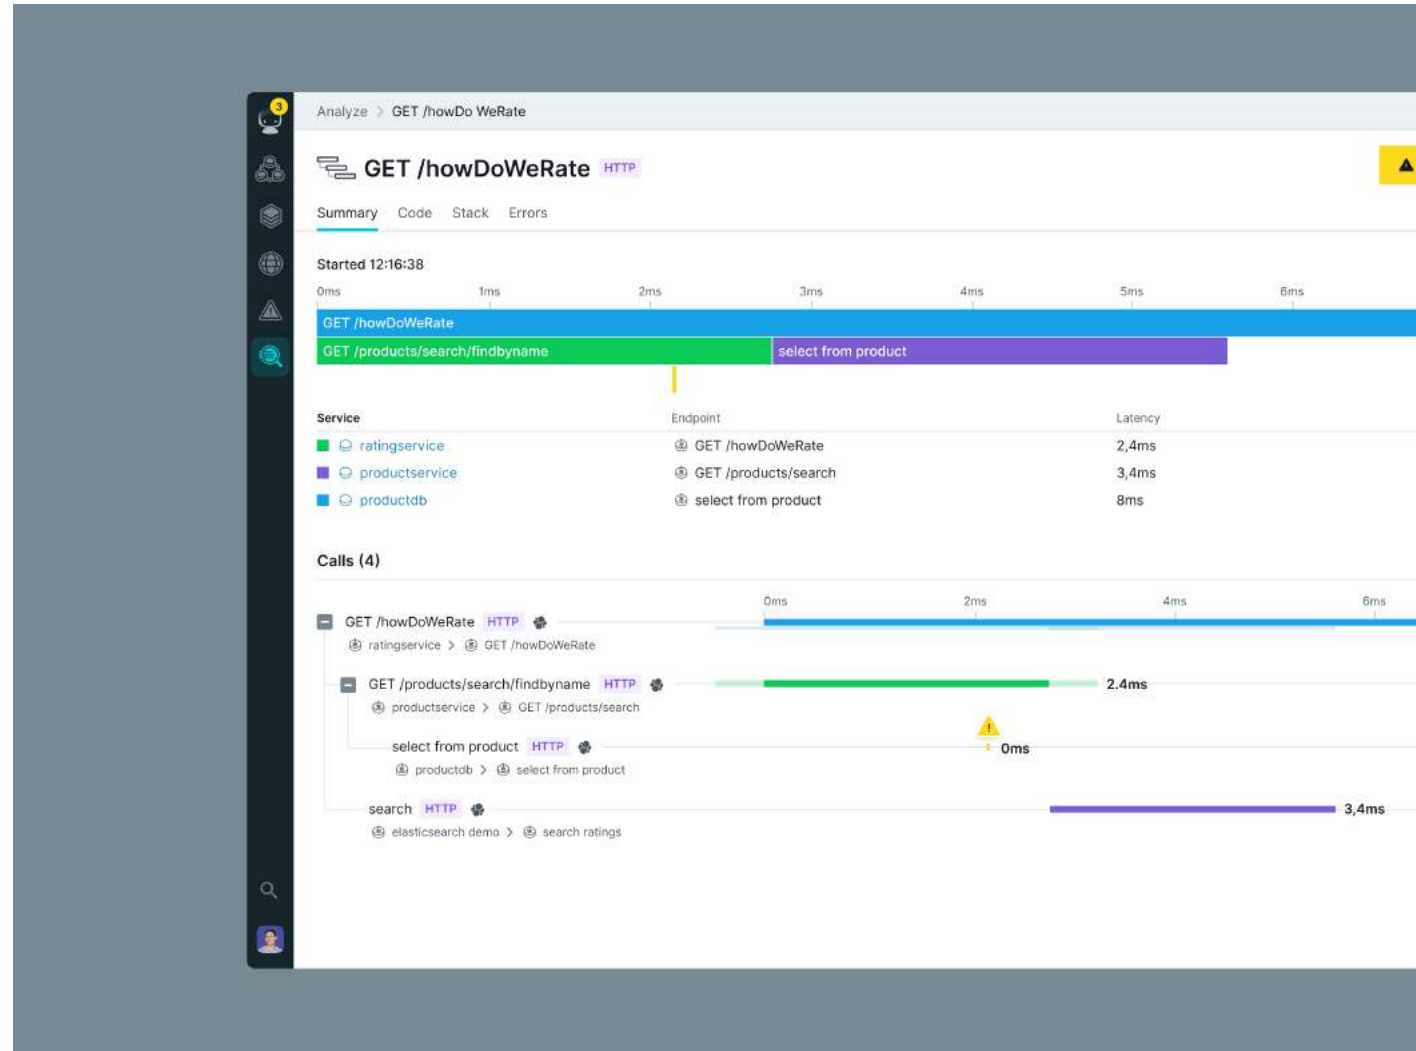 3
Analyze > GET /howDo WeRate
GET /howDoWeRate HTTP
Summary Code Stack Errors
Started 12:16:38
0ms 1ms 2ms 3ms 4ms 5ms 6ms
GET /howDoWeRate
GET /products/search/findbyname select from product
Service Endpoint Latency
ratingservice GET /howDoWeRate 2,4ms
productservice GET /products/search 3,4ms
productdb select from product 8ms
Calls (4)
0ms 2ms 4ms 6ms
GET /howDoWeRate HTTP
ratingservice > GET /howDoWeRate
GET /products/search/findbyname HTTP 2.4ms
productservice > GET /products/search
select from product HTTP 0ms
productdb > select from product
search HTTP 3,4ms
elasticsearch demo > search ratings